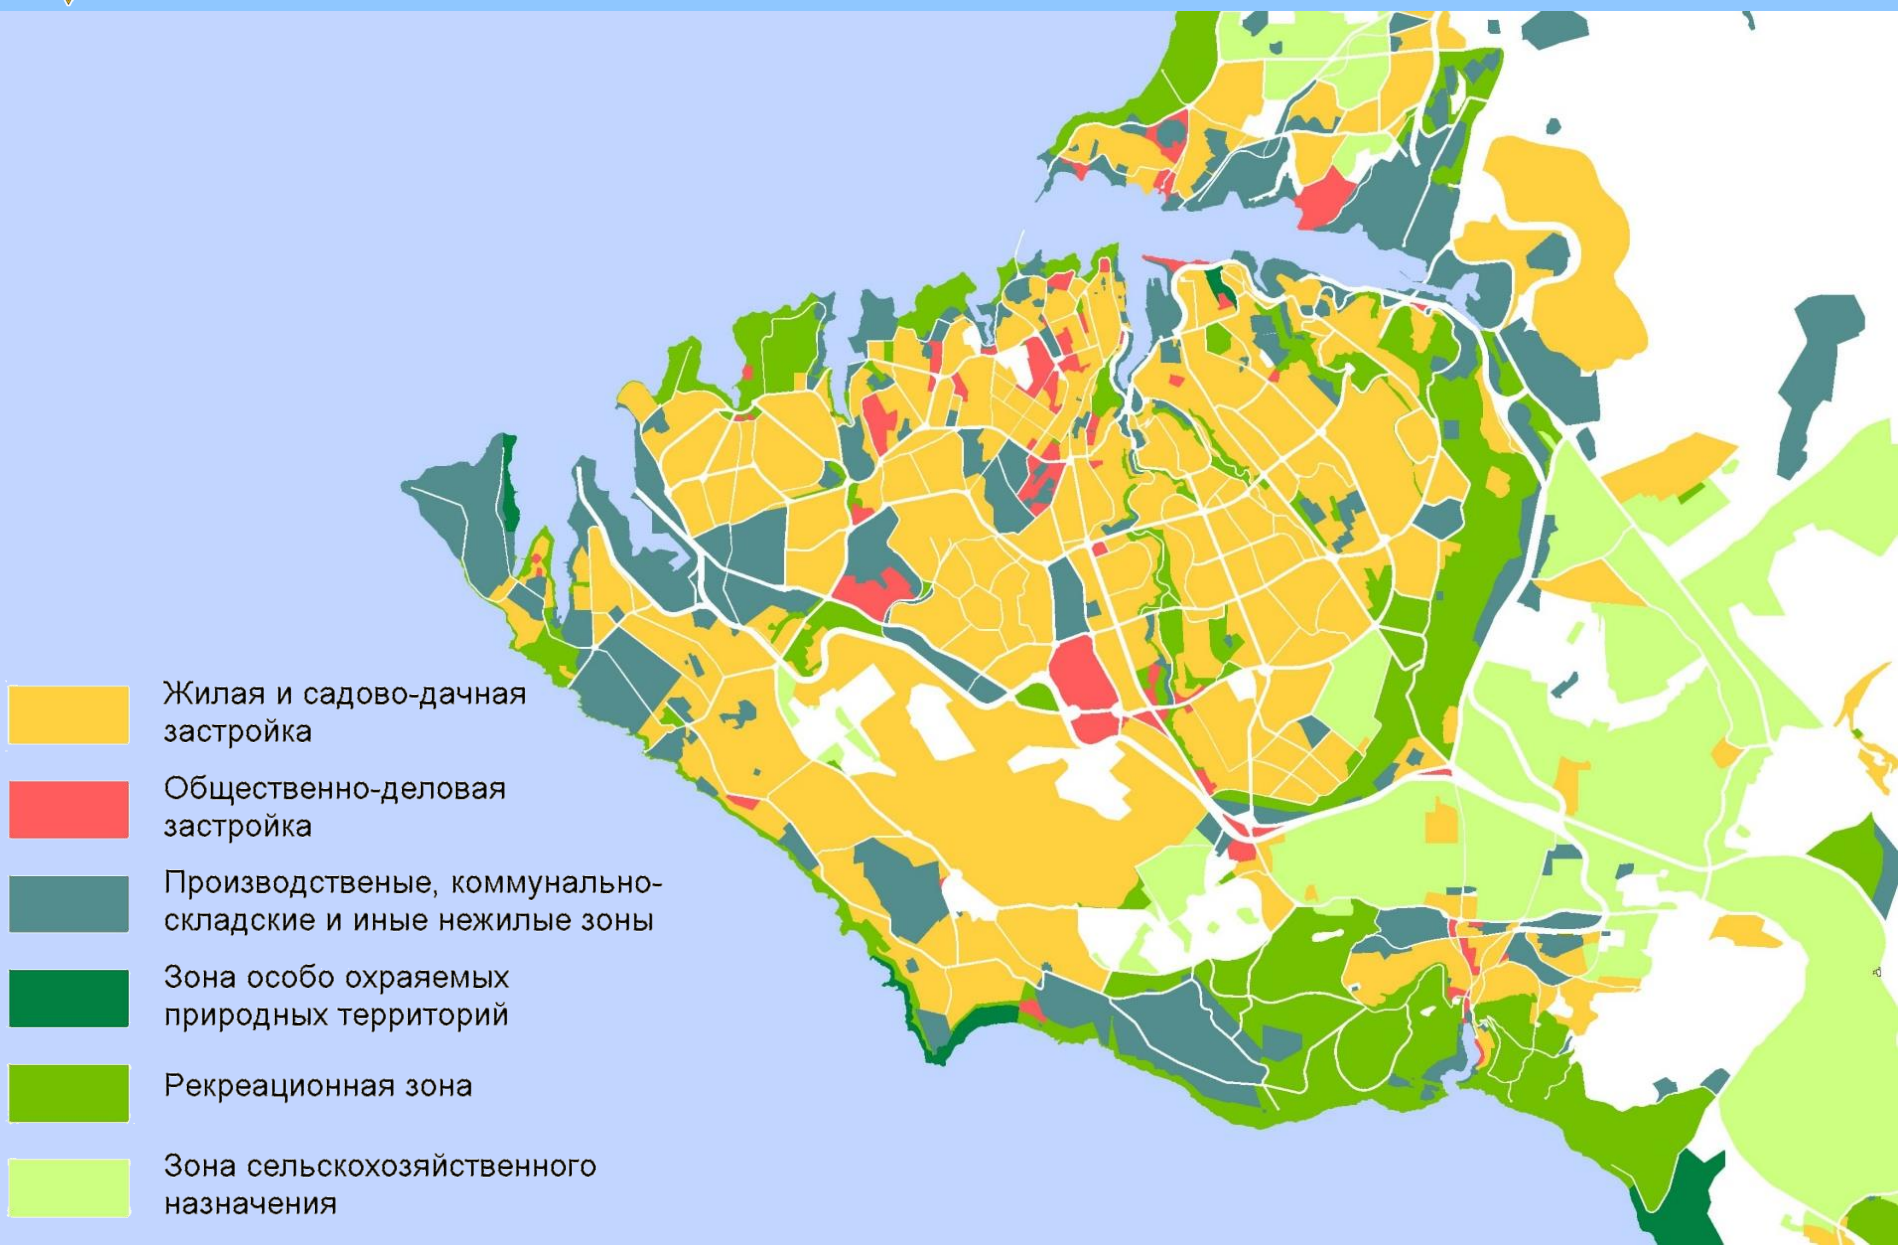 Жилая и садово-дачная
застройка
Общественно-деловая
застройка
Производственые, коммунально-
складские и иные нежилые зоны
Зона особо охраяемых
природных территорий
Рекреационная зона
Зона сельскохозяйственного
назначения